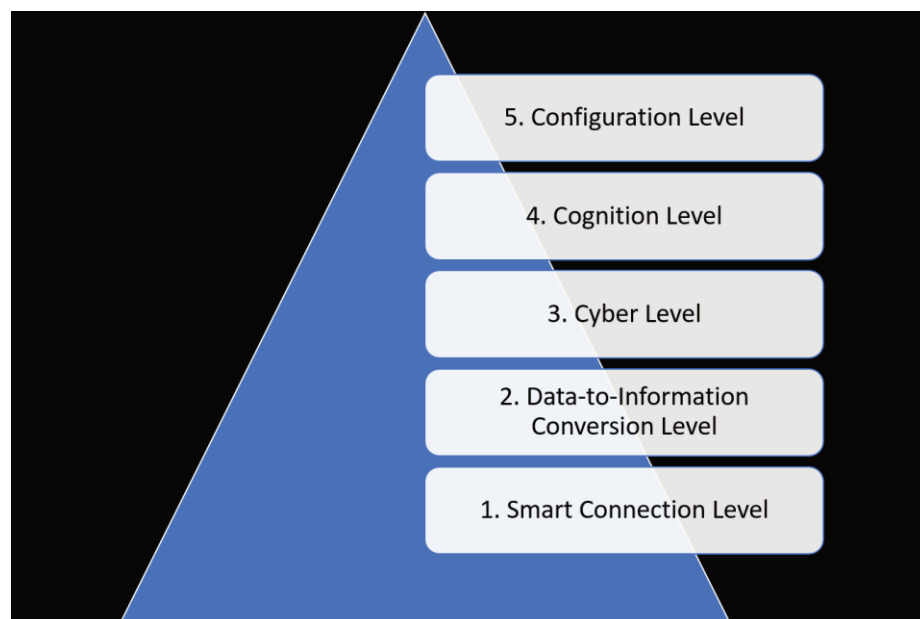 5. Configuration Level
4. Cognition Level
3. Cyber Level
2. Data-to-Information
Conversion Level
1. Smart Connection Level